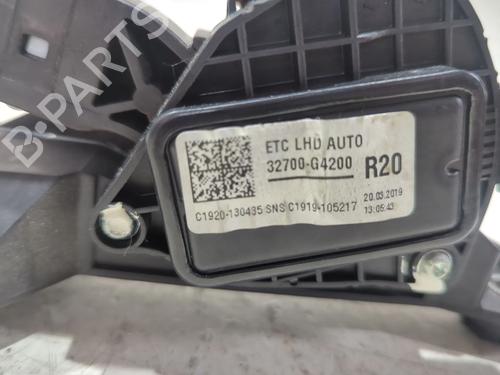 B-PARTS
ETC LHD AUTO
32700-G4200 R20
C1920-130435 SNS C1919-105217
20.03.2019
13:05:43